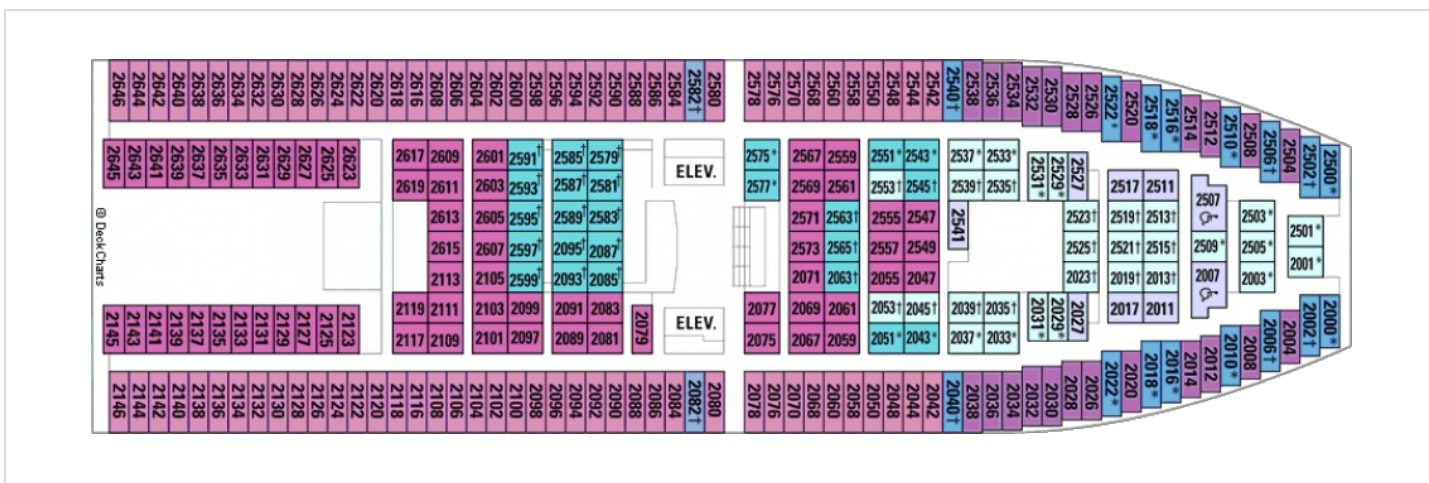 2646 2644 2642 2640 2638 2636 2634 2632 2630 2628 2626 2624 2622 2620 2618 2616 2608 2606 2604 2602 2600 2598 2596 2594 2592 2590 2588 2586 2584 2582† 2580 2578 2576 2570 2568 2560 2558 2550 2548 2544 2542 2540† 2538 2536 2534 2532 2530 2528 2526 2522* 2520 2518* 2516* 2514 2512 2510* 2508 2506† 2504 2502† 2500*
2645 2643 2641 2639 2637 2635 2633 2631 2629 2627 2625 2623
2617 2609 2601 2591† 2585† 2579† ELEV. 2575* 2567 2559 2551* 2543* 2537* 2533* 2531* 2529* 2527
2619 2611 2603 2593† 2587† 2581† 2577* 2569 2561 2553† 2545† 2539† 2535† 2517 2511 2507
2613 2605 2595† 2589† 2583† 2571 2563† 2555 2547 2541 2523† 2519† 2513† 2503* 2501*
2615 2607 2597† 2095† 2087† 2573 2565† 2557 2549 2525† 2521† 2515† 2509* 2505* 2001*
2113 2105 2599† 2093† 2085† 2071 2063† 2055 2047 2023† 2019† 2013† 2007 2003*
2119 2111 2103 2099 2091 2083 2079 ELEV. 2077 2069 2061 2053† 2045† 2039† 2035† 2031* 2029* 2027 2017 2011
2117 2109 2101 2097 2089 2081 2075 2067 2059 2051* 2043* 2037* 2033*
2145 2143 2141 2139 2137 2135 2133 2131 2129 2127 2125 2123
2146 2144 2142 2140 2138 2136 2134 2132 2130 2128 2126 2124 2122 2120 2118 2116 2108 2106 2104 2102 2100 2098 2096 2094 2092 2090 2088 2086 2084 2082† 2080 2078 2076 2070 2068 2060 2058 2050 2048 2044 2042 2040† 2038 2036 2034 2032 2030 2028 2026 2022* 2020 2018* 2016* 2014 2012 2010* 2008 2006† 2004 2002† 2000*
Deck Charts